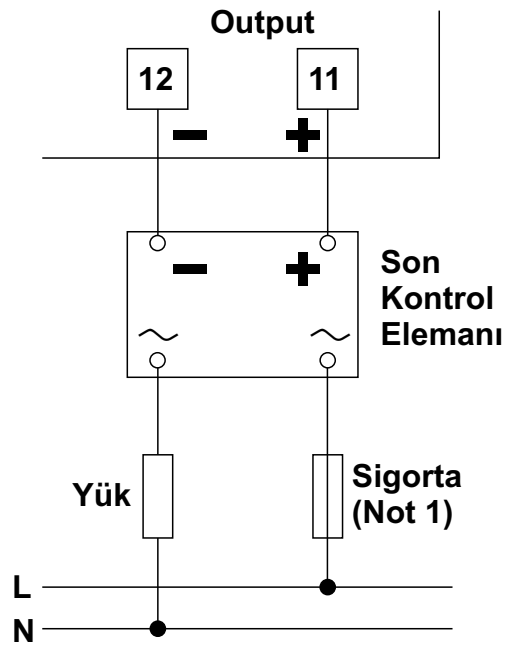 Output
12 11
− +
− +
Son
Kontrol
Elemanı
~ ~
Yük
Sigorta
(Not 1)
L
N